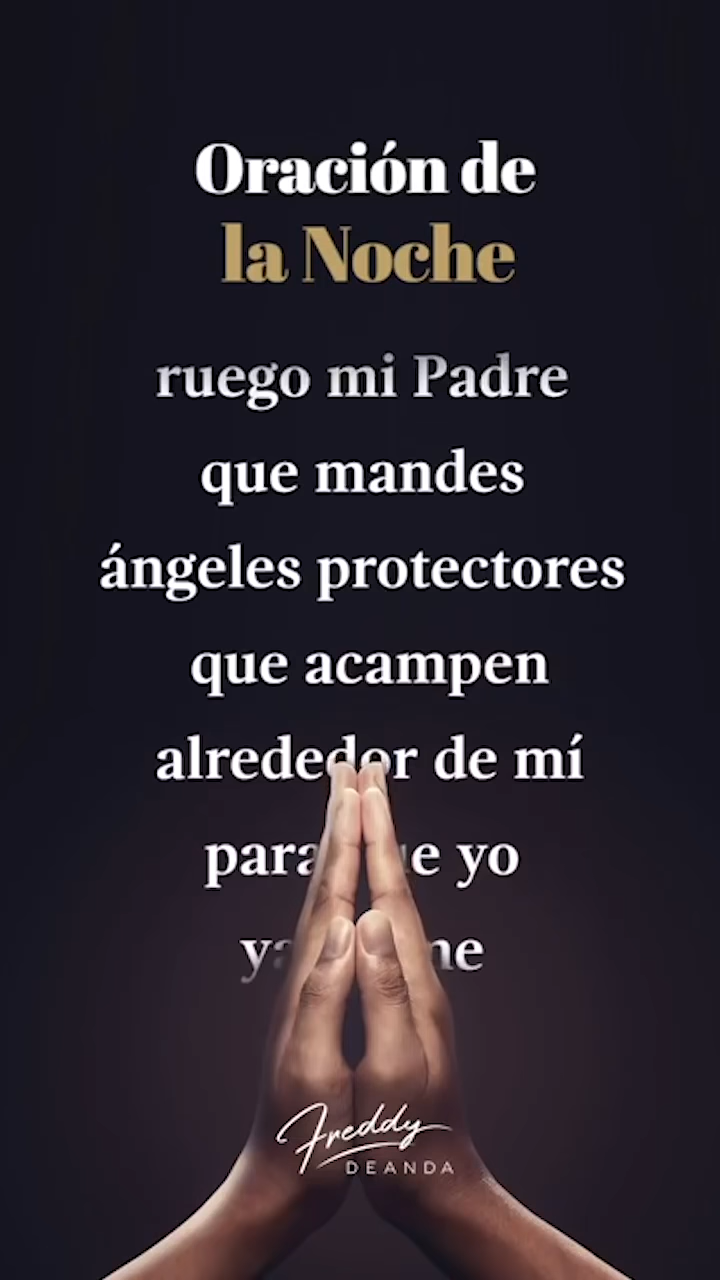 Oración de
la Noche
ruego mi Padre
que mandes
ángeles protectores
que acampen
alrededor de mí
yo
Freddy
DEANDA